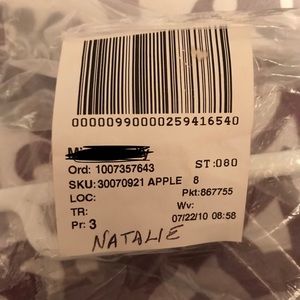 00000990000259416540
Ord: 1007357643 ST:080
SKU: 30070921 APPLE 8
LOC: Pkt:867755
TR: Wv:
Pr: 3 07/22/10 08:58
NATALIE